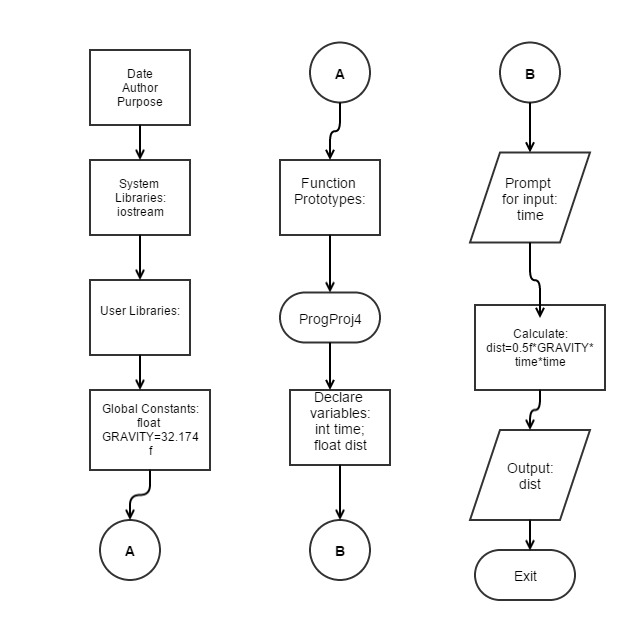 Date
Author
Purpose
System
Libraries:
iostream
User Libraries:
Global Constants:
float
GRAVITY=32.174
f
A
A
Function
Prototypes:
ProgProj4
Declare
variables:
int time;
float dist
B
B
Prompt
for input:
time
Calculate:
dist=0.5f*GRAVITY*
time*time
Output:
dist
Exit